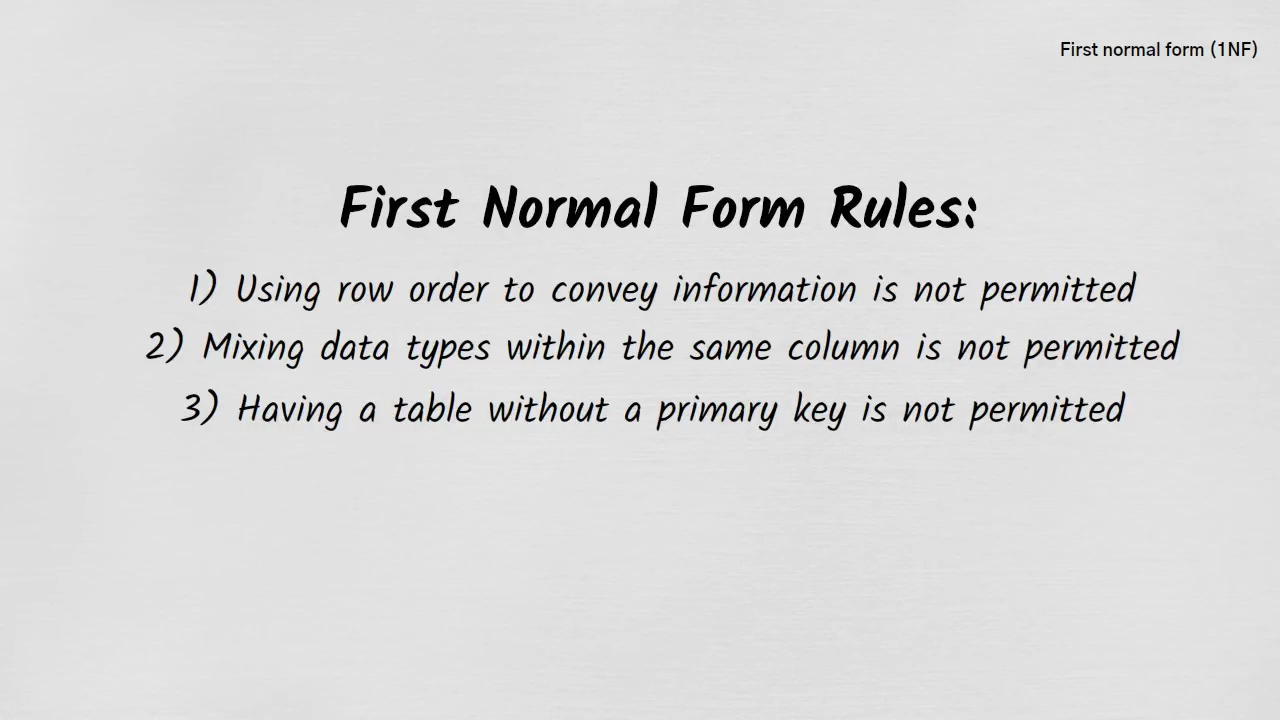 First normal form (1NF)
First Normal Form Rules:
1) Using row order to convey information is not permitted
2) Mixing data types within the same column is not permitted
3) Having a table without a primary key is not permitted